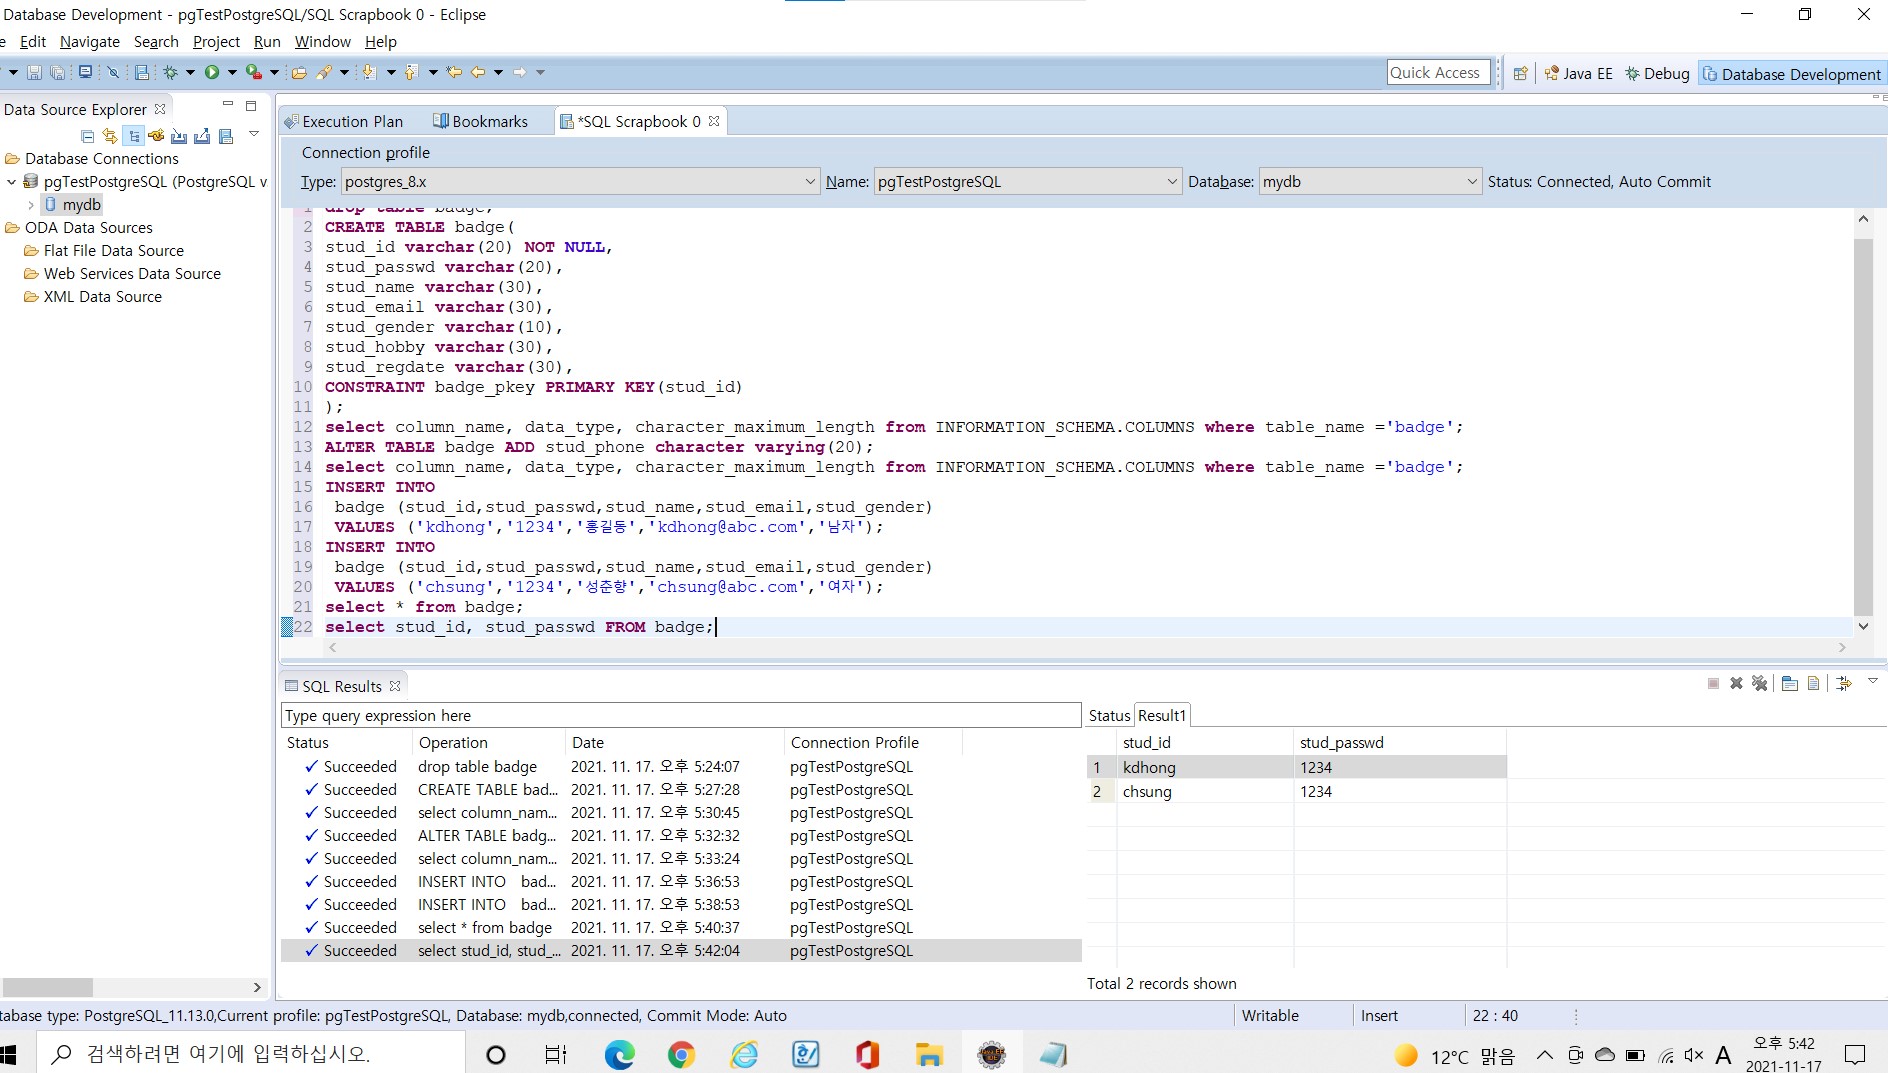 Database Development - pgTestPostgreSQL/SQL Scrapbook 0 - Eclipse
e Edit Navigate Search Project Run Window Help
Quick Access
Java EE
Debug
Database Development
Data Source Explorer
Database Connections
pgTestPostgreSQL (PostgreSQL v
mydb
ODA Data Sources
Flat File Data Source
Web Services Data Source
XML Data Source
Execution Plan
Bookmarks
*SQL Scrapbook 0
Connection profile
Type: postgres_8.x Name: pgTestPostgreSQL Database: mydb Status: Connected, Auto Commit
1 drop table badge;
2 CREATE TABLE badge(
3 stud_id varchar(20) NOT NULL,
4 stud_passwd varchar(20),
5 stud_name varchar(30),
6 stud_email varchar(30),
7 stud_gender varchar(10),
8 stud_hobby varchar(30),
9 stud_regdate varchar(30),
10 CONSTRAINT badge_pkey PRIMARY KEY(stud_id)
11 );
12 select column_name, data_type, character_maximum_length from INFORMATION_SCHEMA.COLUMNS where table_name ='badge';
13 ALTER TABLE badge ADD stud_phone character varying(20);
14 select column_name, data_type, character_maximum_length from INFORMATION_SCHEMA.COLUMNS where table_name ='badge';
15 INSERT INTO
16 badge (stud_id,stud_passwd,stud_name,stud_email,stud_gender)
17 VALUES ('kdhong','1234','홍길동','kdhong@abc.com','남자');
18 INSERT INTO
19 badge (stud_id,stud_passwd,stud_name,stud_email,stud_gender)
20 VALUES ('chsung','1234','성춘향','chsung@abc.com','여자');
21 select * from badge;
22 select stud_id, stud_passwd FROM badge;
SQL Results
Type query expression here
Status Operation Date Connection Profile
Succeeded drop table badge 2021. 11. 17. 오후 5:24:07 pgTestPostgreSQL
Succeeded CREATE TABLE bad... 2021. 11. 17. 오후 5:27:28 pgTestPostgreSQL
Succeeded select column_nam... 2021. 11. 17. 오후 5:30:45 pgTestPostgreSQL
Succeeded ALTER TABLE badg... 2021. 11. 17. 오후 5:32:32 pgTestPostgreSQL
Succeeded select column_nam... 2021. 11. 17. 오후 5:33:24 pgTestPostgreSQL
Succeeded INSERT INTO bad... 2021. 11. 17. 오후 5:36:53 pgTestPostgreSQL
Succeeded INSERT INTO bad... 2021. 11. 17. 오후 5:38:53 pgTestPostgreSQL
Succeeded select * from badge 2021. 11. 17. 오후 5:40:37 pgTestPostgreSQL
Succeeded select stud_id, stud_... 2021. 11. 17. 오후 5:42:04 pgTestPostgreSQL
Status Result1
stud_id stud_passwd
1 kdhong 1234
2 chsung 1234
Total 2 records shown
tabase type: PostgreSQL_11.13.0,Current profile: pgTestPostgreSQL, Database: mydb,connected, Commit Mode: Auto
Writable
Insert
22 : 40
검색하려면 여기에 입력하십시오.
12°C 맑음
A
오후 5:42
2021-11-17